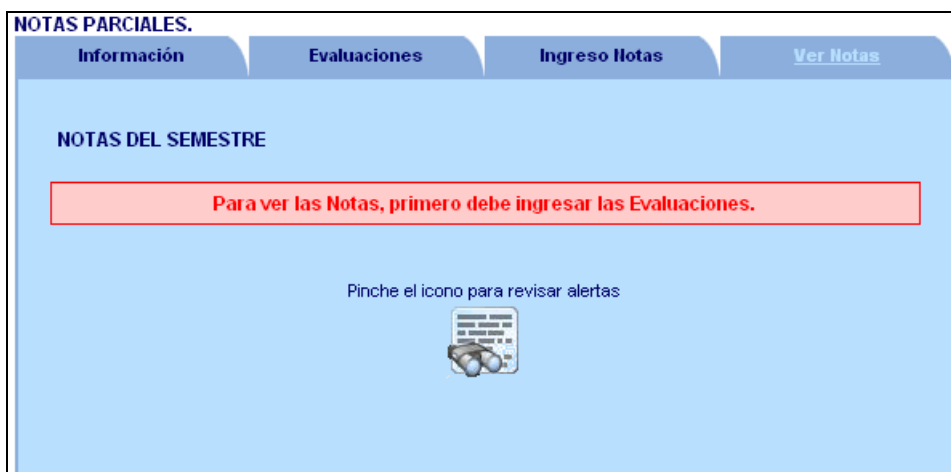 NOTAS PARCIALES.
Información Evaluaciones Ingreso Notas Ver Notas
NOTAS DEL SEMESTRE
Para ver las Notas, primero debe ingresar las Evaluaciones.
Pinche el icono para revisar alertas